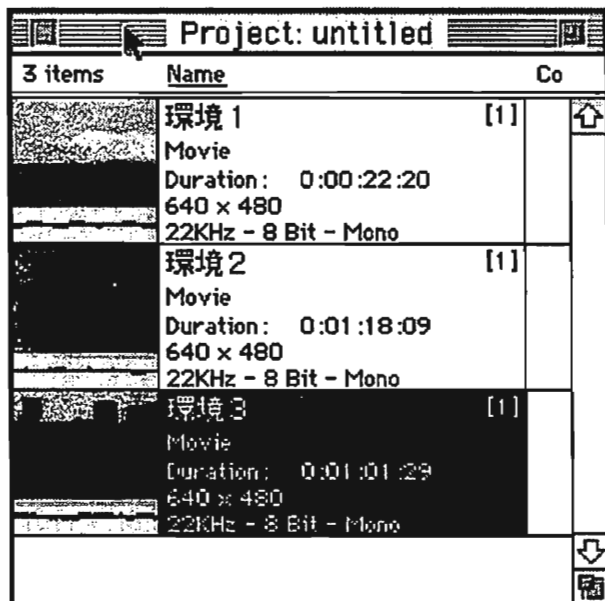 Project: untitled
3 items Name Co
環境1 [1]
Movie
Duration: 0:00:22:20
640 x 480
22KHz - 8 Bit - Mono
環境2 [1]
Movie
Duration: 0:01:18:09
640 x 480
22KHz - 8 Bit - Mono
環境3 [1]
Movie
Duration: 0:01:01:29
640 x 480
22KHz - 8 Bit - Mono